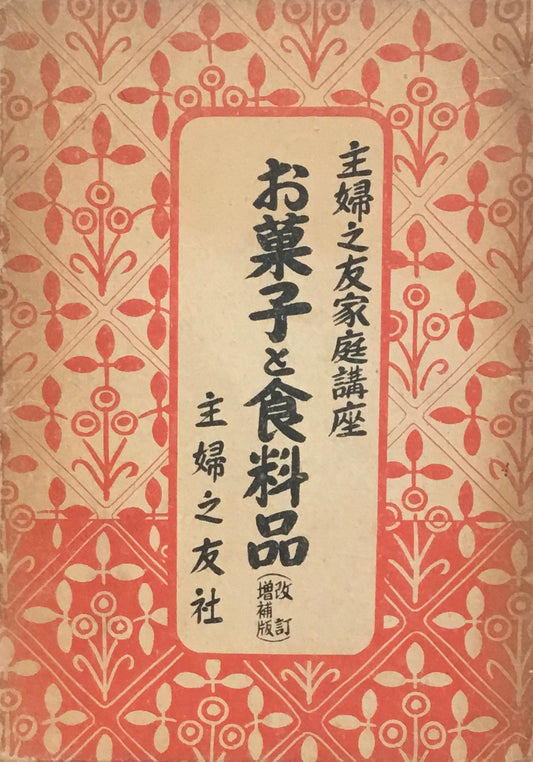 主婦之友家庭講座
お菓子と食料品
(改訂
増補版)
主婦之友社